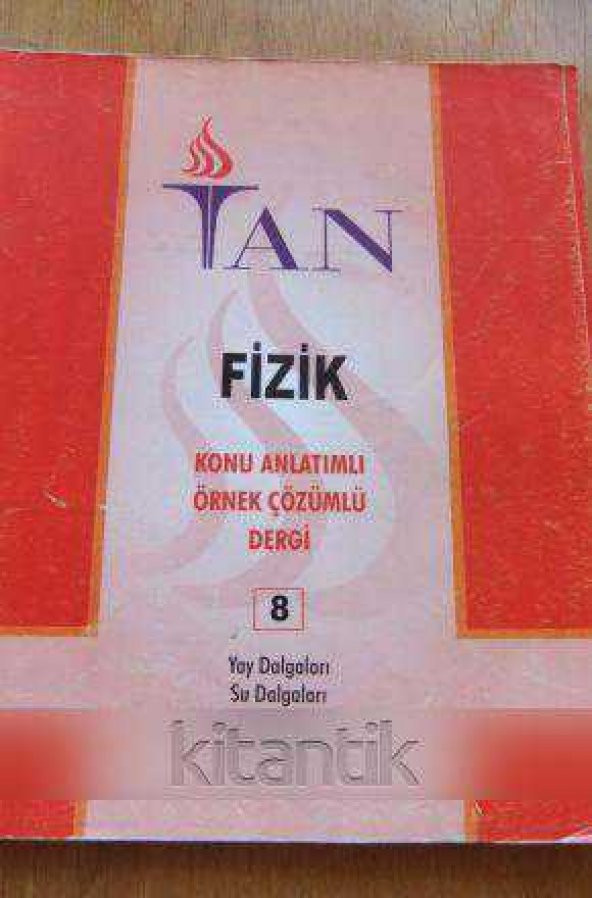 TAN
FİZİK
KONU ANLATIMLI
ÖRNEK ÇÖZÜMLÜ
DERGİ
8
Yay Dalgaları
Su Dalgaları
kitantik